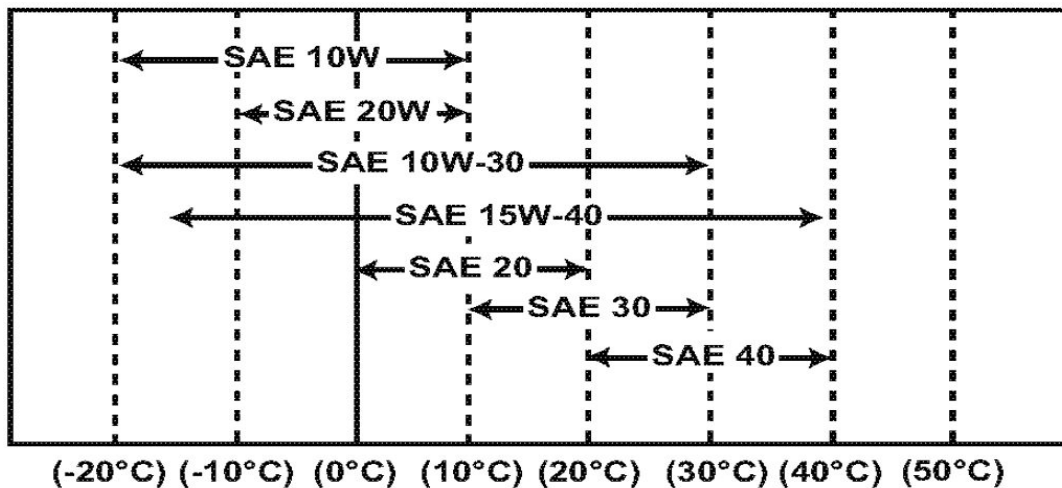 SAE 10W
SAE 20W
SAE 10W-30
SAE 15W-40
SAE 20
SAE 30
SAE 40
(-20°C) (-10°C) (0°C) (10°C) (20°C) (30°C) (40°C) (50°C)